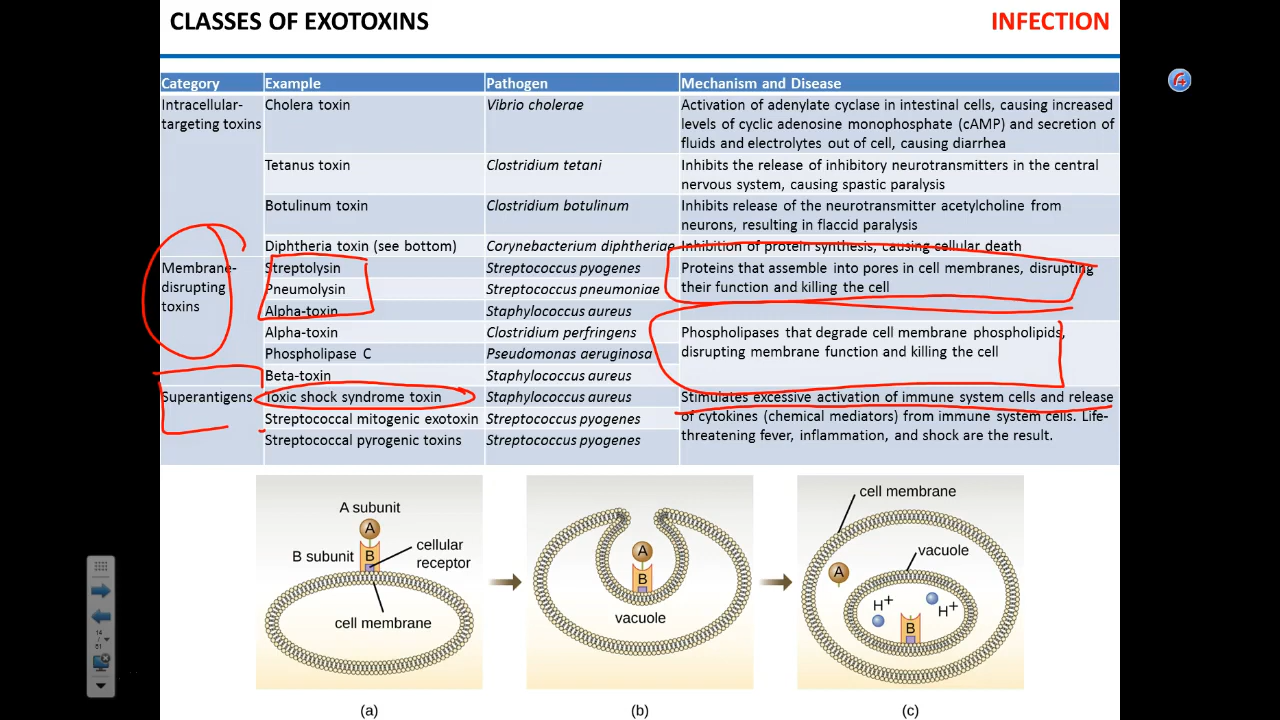 CLASSES OF EXOTOXINS
INFECTION
Category Example Pathogen Mechanism and Disease
Intracellular-targeting toxins
Cholera toxin Vibrio cholerae Activation of adenylate cyclase in intestinal cells, causing increased
levels of cyclic adenosine monophosphate (cAMP) and secretion of
fluids and electrolytes out of cell, causing diarrhea
Tetanus toxin Clostridium tetani Inhibits the release of inhibitory neurotransmitters in the central
nervous system, causing spastic paralysis
Botulinum toxin Clostridium botulinum Inhibits release of the neurotransmitter acetylcholine from
neurons, resulting in flaccid paralysis
Diphtheria toxin (see bottom) Corynebacterium diphtheriae Inhibition of protein synthesis, causing cellular death
Membrane-
disrupting
toxins
Streptolysin Streptococcus pyogenes Proteins that assemble into pores in cell membranes, disrupting
Pneumolysin Streptococcus pneumoniae their function and killing the cell
Alpha-toxin Staphylococcus aureus
Alpha-toxin Clostridium perfringens Phospholipases that degrade cell membrane phospholipids,
Phospholipase C Pseudomonas aeruginosa disrupting membrane function and killing the cell
Beta-toxin Staphylococcus aureus
Superantigens Toxic shock syndrome toxin Staphylococcus aureus Stimulates excessive activation of immune system cells and release
Streptococcal mitogenic exotoxin Streptococcus pyogenes of cytokines (chemical mediators) from immune system cells. Life-
Streptococcal pyogenic toxins Streptococcus pyogenes threatening fever, inflammation, and shock are the result.
A subunit
A
B subunit
B
cellular
receptor
cell membrane
(a)
A
B
vacuole
(b)
cell membrane
vacuole
A
H+
H+
B
(c)
14
/
81